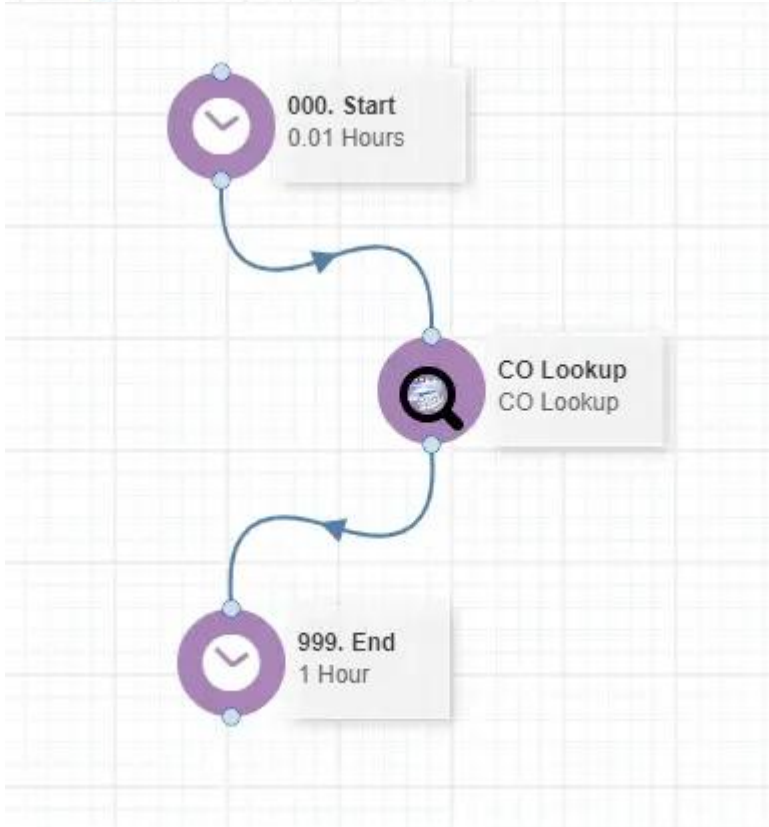 000. Start
0.01 Hours
CO Lookup
CO Lookup
999. End
1 Hour